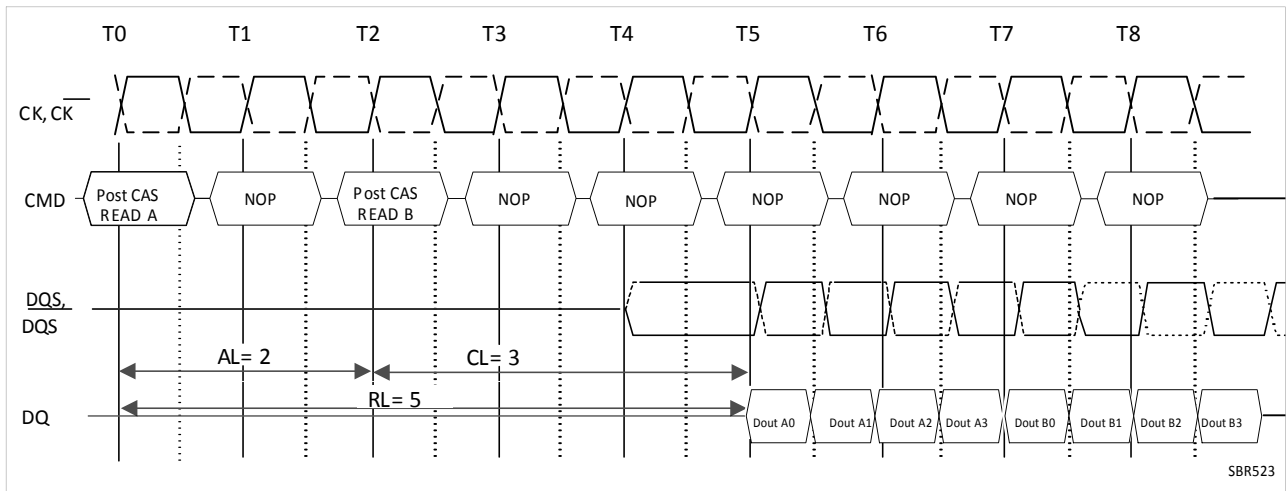 T0 T1 T2 T3 T4 T5 T6 T7 T8
CK, CK
CMD
Post CAS
READ A
NOP
Post CAS
READ B
NOP
NOP
NOP
NOP
NOP
NOP
DQS,
DQS
AL= 2
CL= 3
RL= 5
DQ
Dout A0
Dout A1
Dout A2
Dout A3
Dout B0
Dout B1
Dout B2
Dout B3
SBR523